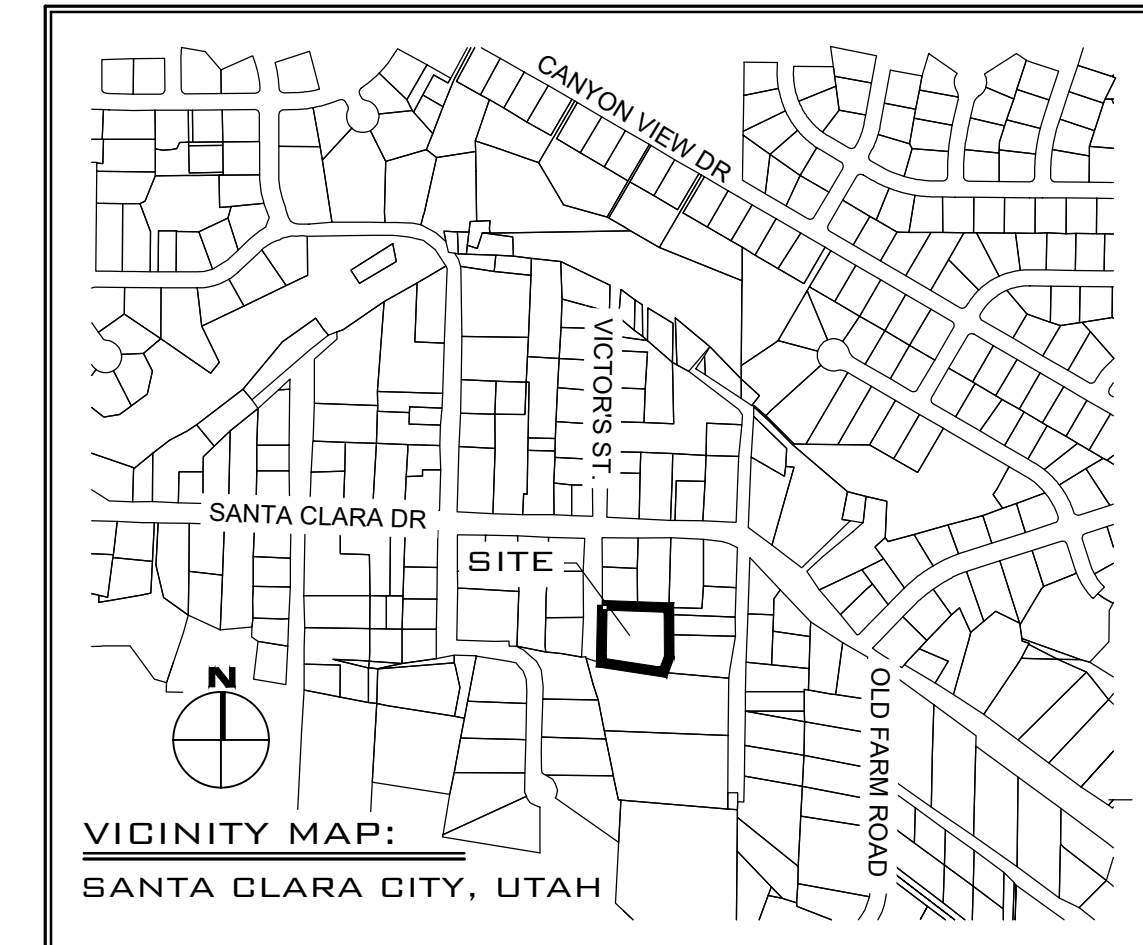 CANYON VIEW DR
VICTOR'S ST.
SANTA CLARA DR
SITE
OLD FARM ROAD
N
VICINITY MAP:
SANTA CLARA CITY, UTAH